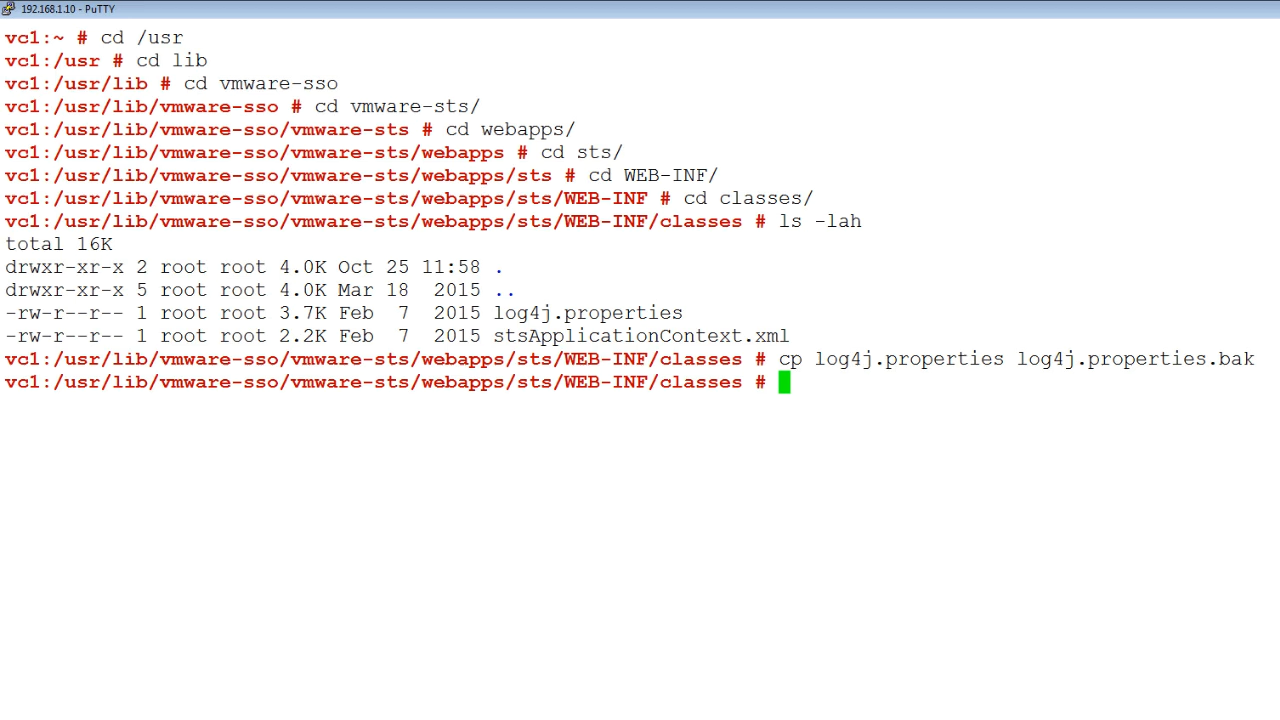 192.168.1.10 - PuTTY
vc1:~ # cd /usr
vc1:/usr # cd lib
vc1:/usr/lib # cd vmware-sso
vc1:/usr/lib/vmware-sso # cd vmware-sts/
vc1:/usr/lib/vmware-sso/vmware-sts # cd webapps/
vc1:/usr/lib/vmware-sso/vmware-sts/webapps # cd sts/
vc1:/usr/lib/vmware-sso/vmware-sts/webapps/sts # cd WEB-INF/
vc1:/usr/lib/vmware-sso/vmware-sts/webapps/sts/WEB-INF # cd classes/
vc1:/usr/lib/vmware-sso/vmware-sts/webapps/sts/WEB-INF/classes # ls -lah
total 16K
drwxr-xr-x 2 root root 4.0K Oct 25 11:58 .
drwxr-xr-x 5 root root 4.0K Mar 18  2015 ..
-rw-r--r-- 1 root root 3.7K Feb  7  2015 log4j.properties
-rw-r--r-- 1 root root 2.2K Feb  7  2015 stsApplicationContext.xml
vc1:/usr/lib/vmware-sso/vmware-sts/webapps/sts/WEB-INF/classes # cp log4j.properties log4j.properties.bak
vc1:/usr/lib/vmware-sso/vmware-sts/webapps/sts/WEB-INF/classes #